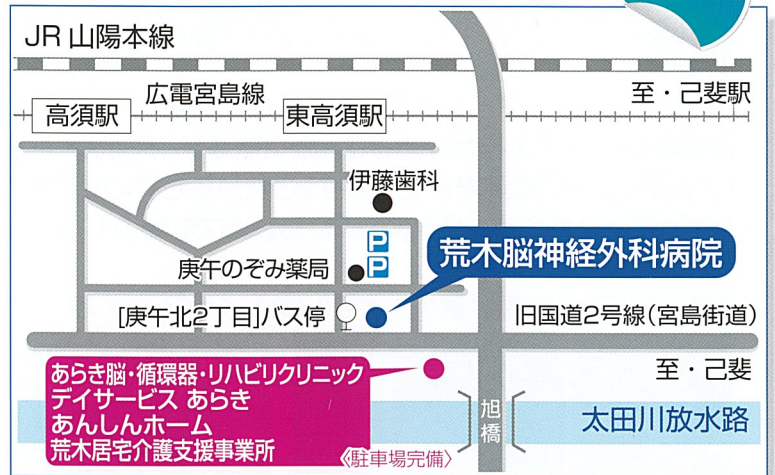 JR 山陽本線
広電宮島線
至・己斐駅
高須駅
東高須駅
伊藤歯科
P
P
荒木脳神経外科病院
庚午のぞみ薬局
[庚午北2丁目]バス停
旧国道2号線(宮島街道)
あらき脳・循環器・リハビリクリニック
デイサービス あらき
あんしんホーム
荒木居宅介護支援事業所
〈駐車場完備〉
至・己斐
旭橋
太田川放水路